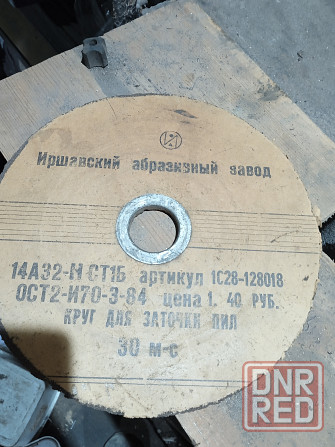 Иршавский абразивный завод
14А32-Н СТ1Б артикул 1С28-128018
ОСТ2-И70-3-84 цена 1. 40 РУБ.
КРУГ ДЛЯ ЗАТОЧКИ ПИЛ
30 м-с
DNR
RED